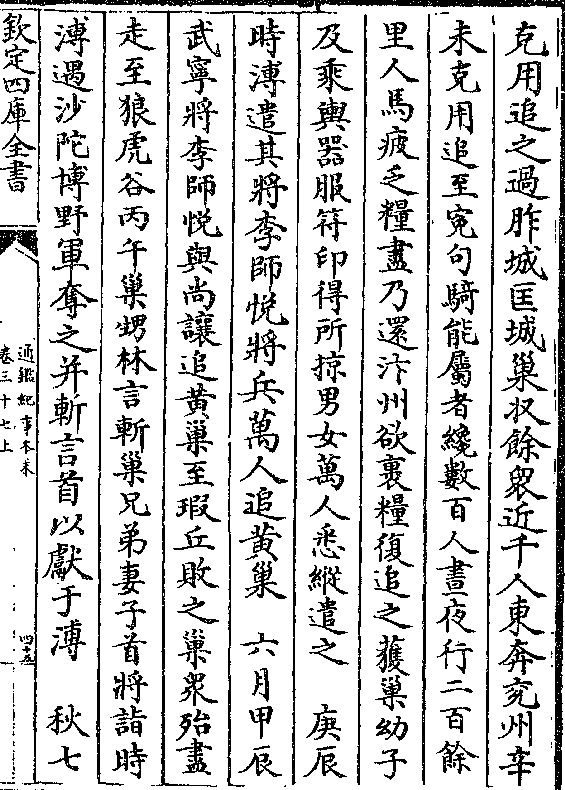 克用追之過胙城匡城巢収餘衆近千人東奔兖州辛
未克用追至寃句騎能屬者纔數百人晝夜行二百餘
里人馬疲乏糧盡乃還汴州欲裹糧復追之獲巢幼子
及乘輿器服符印得所掠男女萬人悉縱遣之　庚辰
時溥遣其將李師悦將兵萬人追黄巢　六月甲辰
武寧將李師悦與尚讓追黄巢至瑕丘敗之巢衆殆盡
走至狼虎谷丙午巢甥林言斬巢兄弟妻子首將詣時
溥遇沙陀博野軍奪之并斬言首以獻于溥　秋七
欽定四庫全書
通鑑紀事本末
卷三十七上
四十五